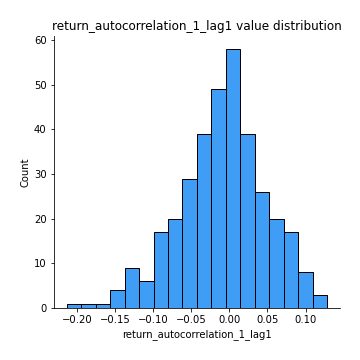 return_autocorrelation_1_lag1 value distribution
60
50
40
30
20
10
0
Count
−0.20 −0.15 −0.10 −0.05 0.00 0.05 0.10
return_autocorrelation_1_lag1